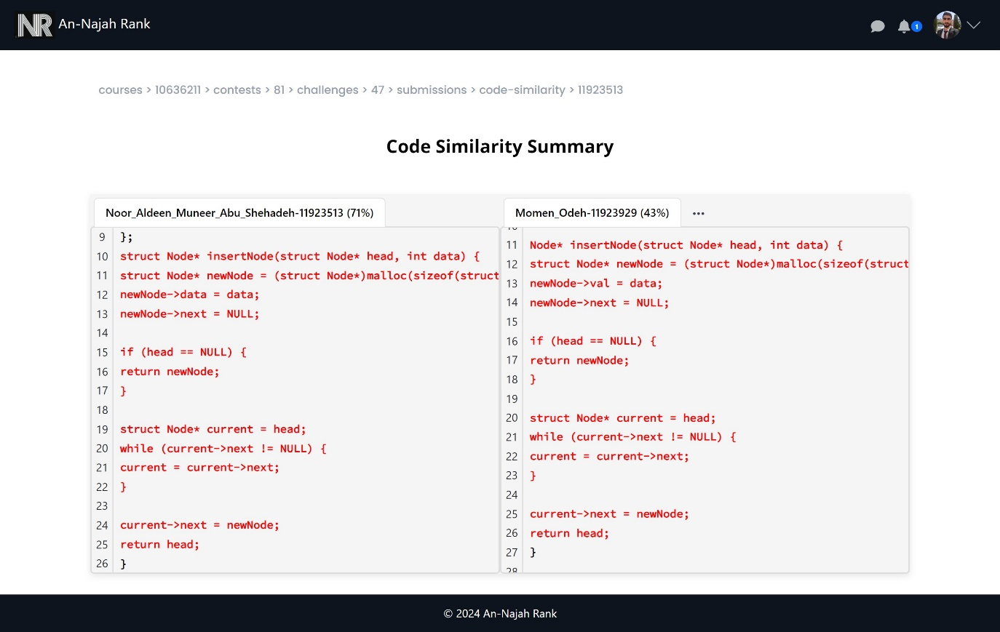 NR An-Najah Rank
1
courses > 10636211 > contests > 81 > challenges > 47 > submissions > code-similarity > 11923513
Code Similarity Summary
Noor_Aldeen_Muneer_Abu_Shehadeh-11923513 (71%)
9 };
10 struct Node* insertNode(struct Node* head, int data) {
11 struct Node* newNode = (struct Node*)malloc(sizeof(struct
12 newNode->data = data;
13 newNode->next = NULL;
14
15 if (head == NULL) {
16 return newNode;
17 }
18
19 struct Node* current = head;
20 while (current->next != NULL) {
21 current = current->next;
22 }
23
24 current->next = newNode;
25 return head;
26 }
Momen_Odeh-11923929 (43%) ...
11 Node* insertNode(struct Node* head, int data) {
12 struct Node* newNode = (struct Node*)malloc(sizeof(struct
13 newNode->val = data;
14 newNode->next = NULL;
15
16 if (head == NULL) {
17 return newNode;
18 }
19
20 struct Node* current = head;
21 while (current->next != NULL) {
22 current = current->next;
23 }
24
25 current->next = newNode;
26 return head;
27 }
28
© 2024 An-Najah Rank